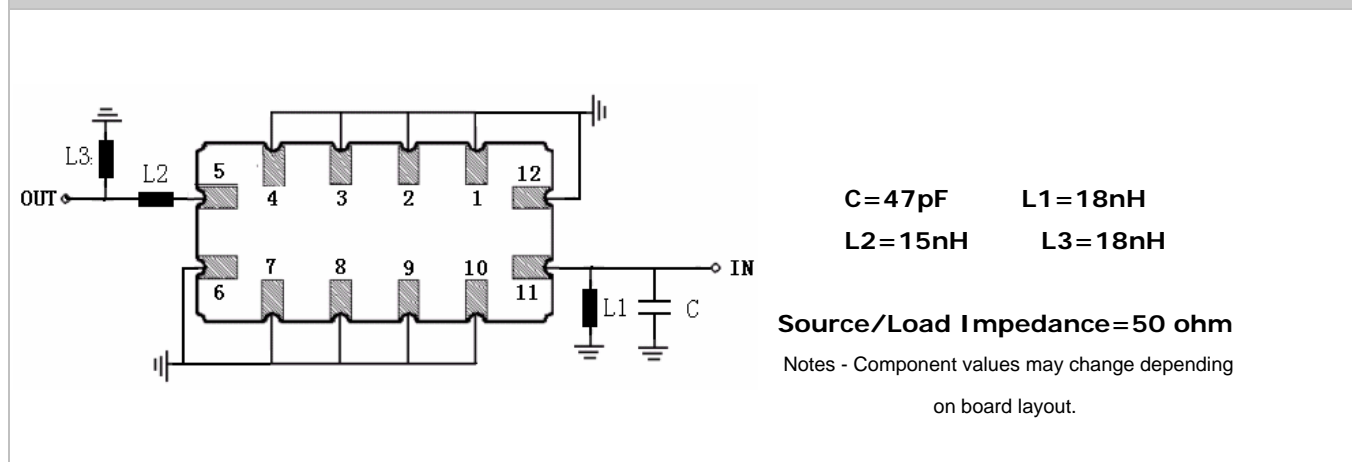 L3:
L2
OUT
5
4
3
2
1
12
6
7
8
9
10
11
IN
L1
C
C=47pF L1=18nH
L2=15nH L3=18nH
Source/Load Impedance=50 ohm
Notes - Component values may change depending
on board layout.